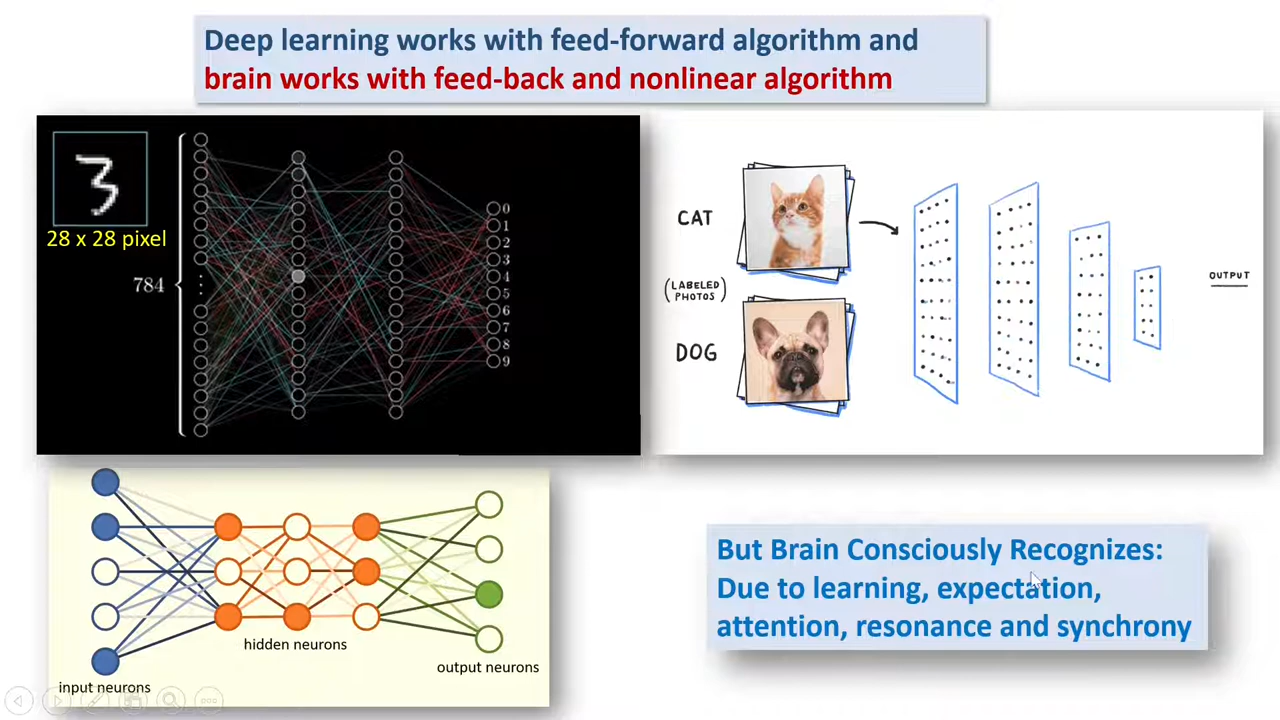 Deep learning works with feed-forward algorithm and
brain works with feed-back and nonlinear algorithm
28 x 28 pixel
784
0
1
2
3
4
5
6
7
8
9
CAT
(LABELED
PHOTOS)
DOG
OUTPUT
input neurons
hidden neurons
output neurons
But Brain Consciously Recognizes:
Due to learning, expectation,
attention, resonance and synchrony